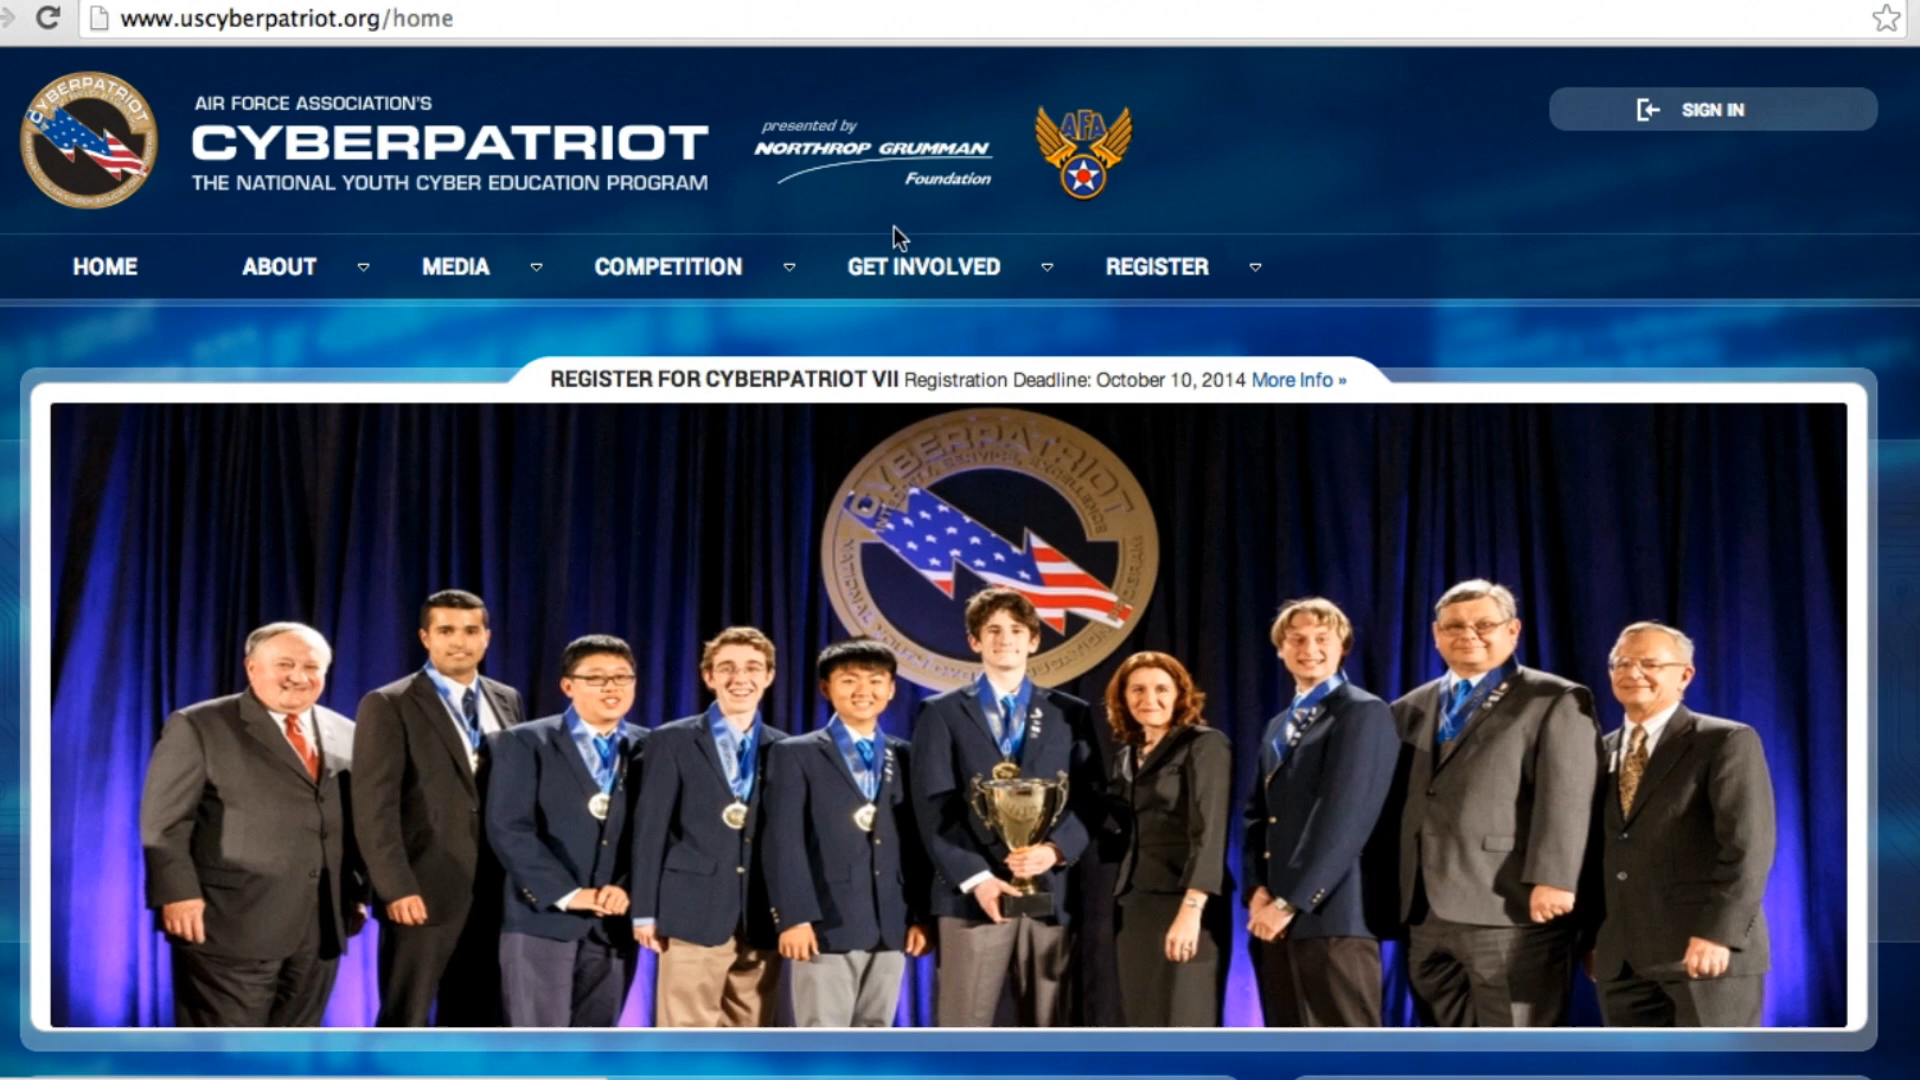 www.uscyberpatriot.org/home
CYBERPATRIOT
AIR FORCE ASSOCIATION'S
CYBERPATRIOT
THE NATIONAL YOUTH CYBER EDUCATION PROGRAM
presented by
NORTHROP GRUMMAN
Foundation
AFA
SIGN IN
HOME
ABOUT
MEDIA
COMPETITION
GET INVOLVED
REGISTER
REGISTER FOR CYBERPATRIOT VII Registration Deadline: October 10, 2014 More Info »
CYBERPATRIOT